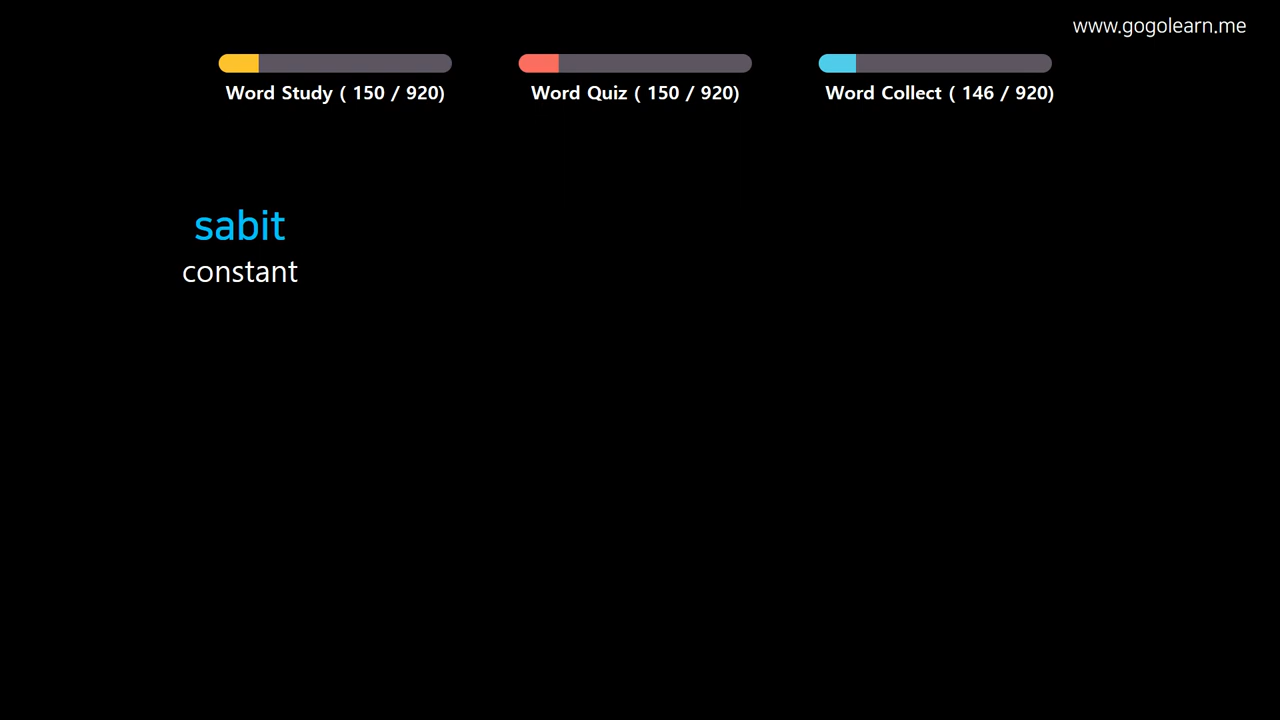 www.gogolearn.me
Word Study ( 150 / 920)
Word Quiz ( 150 / 920)
Word Collect ( 146 / 920)
sabit
constant